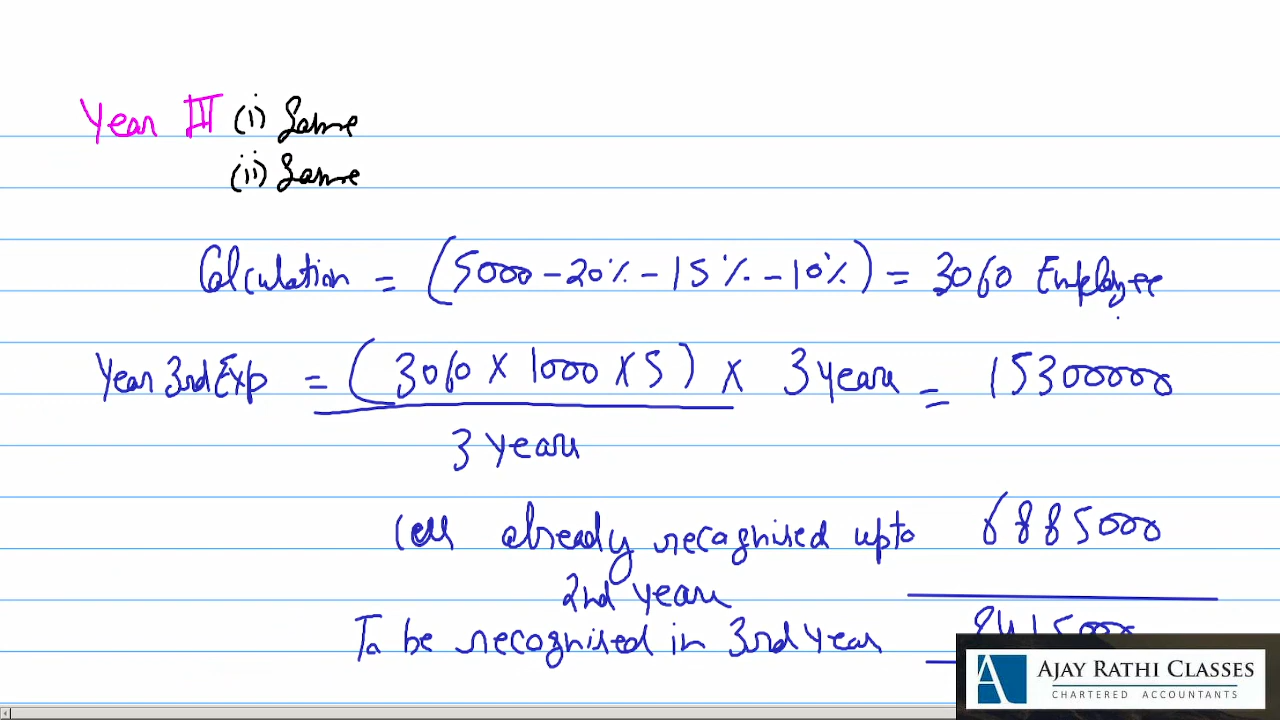 Year III (i) Same
(ii) Same
Calculation = (5000 - 20% - 15% - 10%) = 3060 Employee
Year 3rd Exp = (3060 x 1000 x 5) x 3 years = 15300000
3 years
Less already recognised upto 6885000
2nd years
To be recognised in 3rd year 8415000
AJAY RATHI CLASSES
CHARTERED ACCOUNTANTS